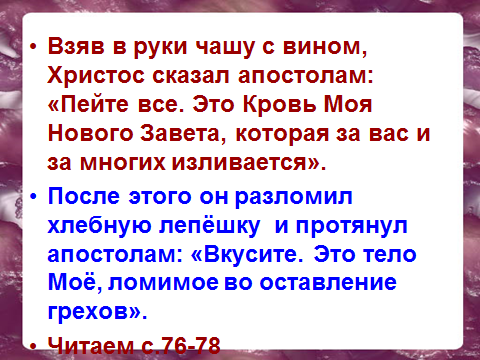 • Взяв в руки чашу с вином,
Христос сказал апостолам:
«Пейте все. Это Кровь Моя
Нового Завета, которая за вас и
за многих изливается».
• После этого он разломил
хлебную лепёшку и протянул
апостолам: «Вкусите. Это тело
Моё, ломимое во оставление
грехов».
• Читаем с.76-78